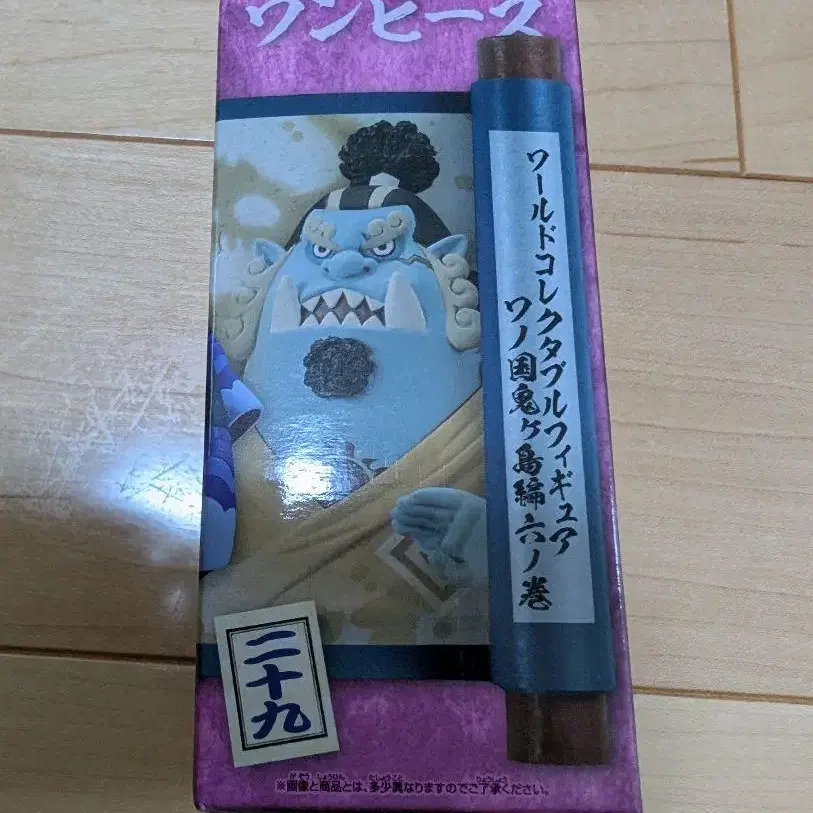 ワンピース
ワールドコレクタブルフィギュア
ワノ国鬼ヶ島編六ノ巻
二十九
※画像と商品とは、多少異なりますのでご了承ください。